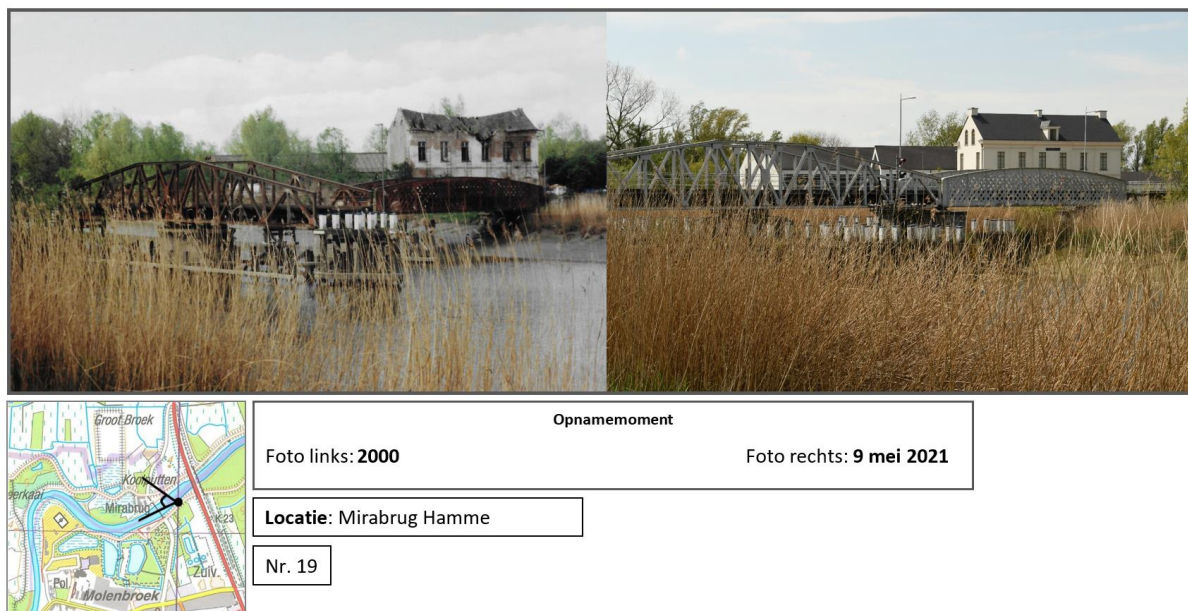 Opnamemoment
Foto links: 2000
Foto rechts: 9 mei 2021
Locatie: Mirabrug Hamme
Nr. 19
Groot Broek
Koolputten
Mirabrug
K 23
Pol.
Zuiv.
Molenbroek